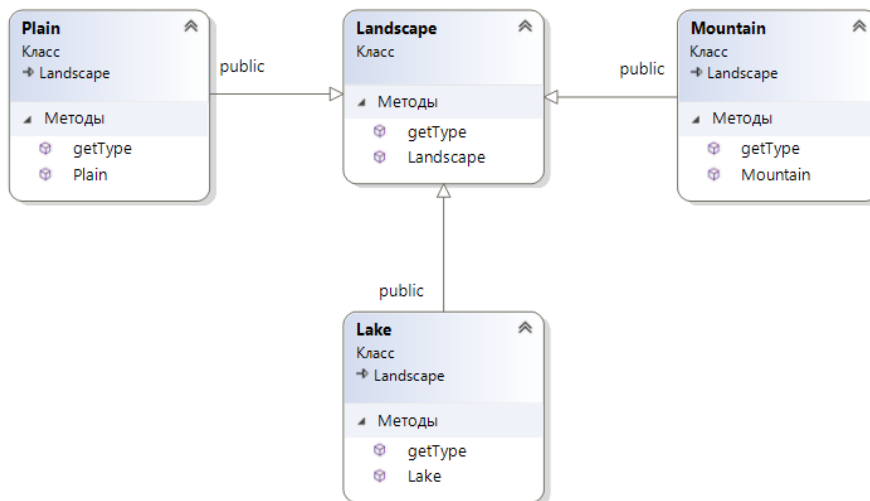 Plain
Класс
Landscape
Методы
getType
Plain
public
Landscape
Класс
Методы
getType
Landscape
public
Mountain
Класс
Landscape
Методы
getType
Mountain
public
Lake
Класс
Landscape
Методы
getType
Lake